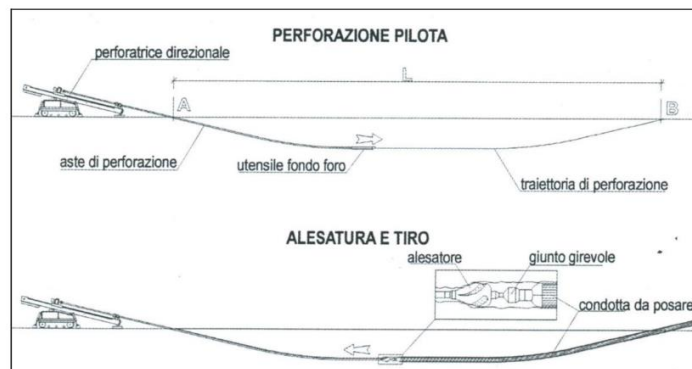 PERFORAZIONE PILOTA
perforatrice direzionale
L
A
B
aste di perforazione
utensile fondo foro
traiettoria di perforazione
ALESATURA E TIRO
alesatore
giunto girevole
condotta da posare